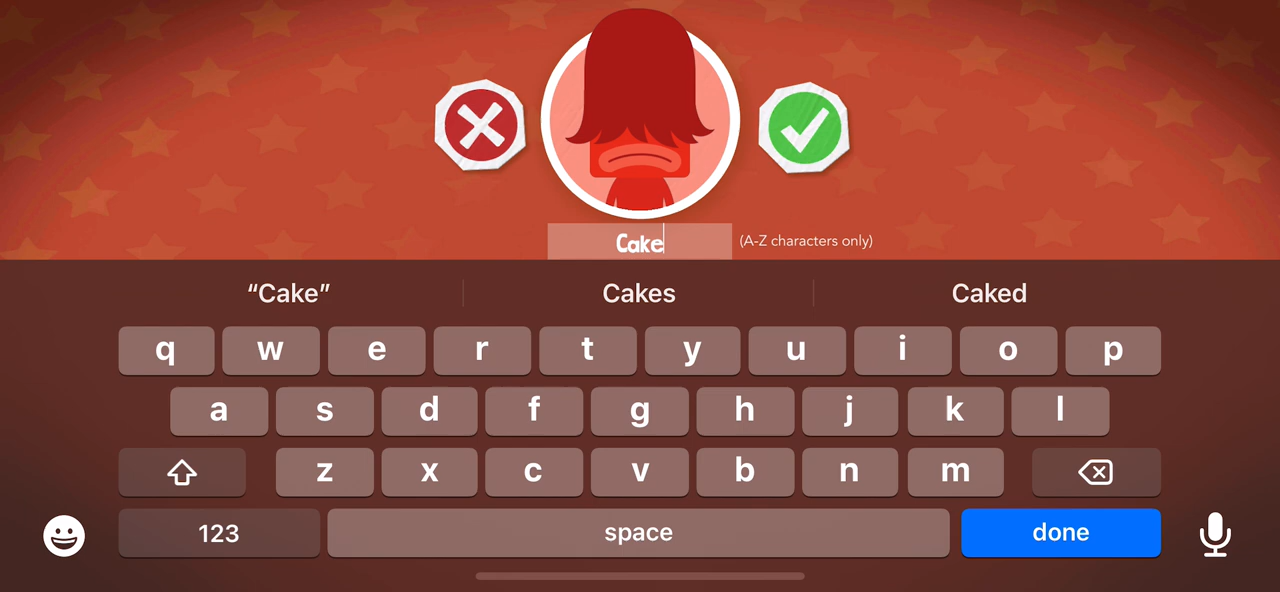 Cake
(A-Z characters only)
“Cake” Cakes Caked
q w e r t y u i o p
a s d f g h j k l
z x c v b n m
123 space done